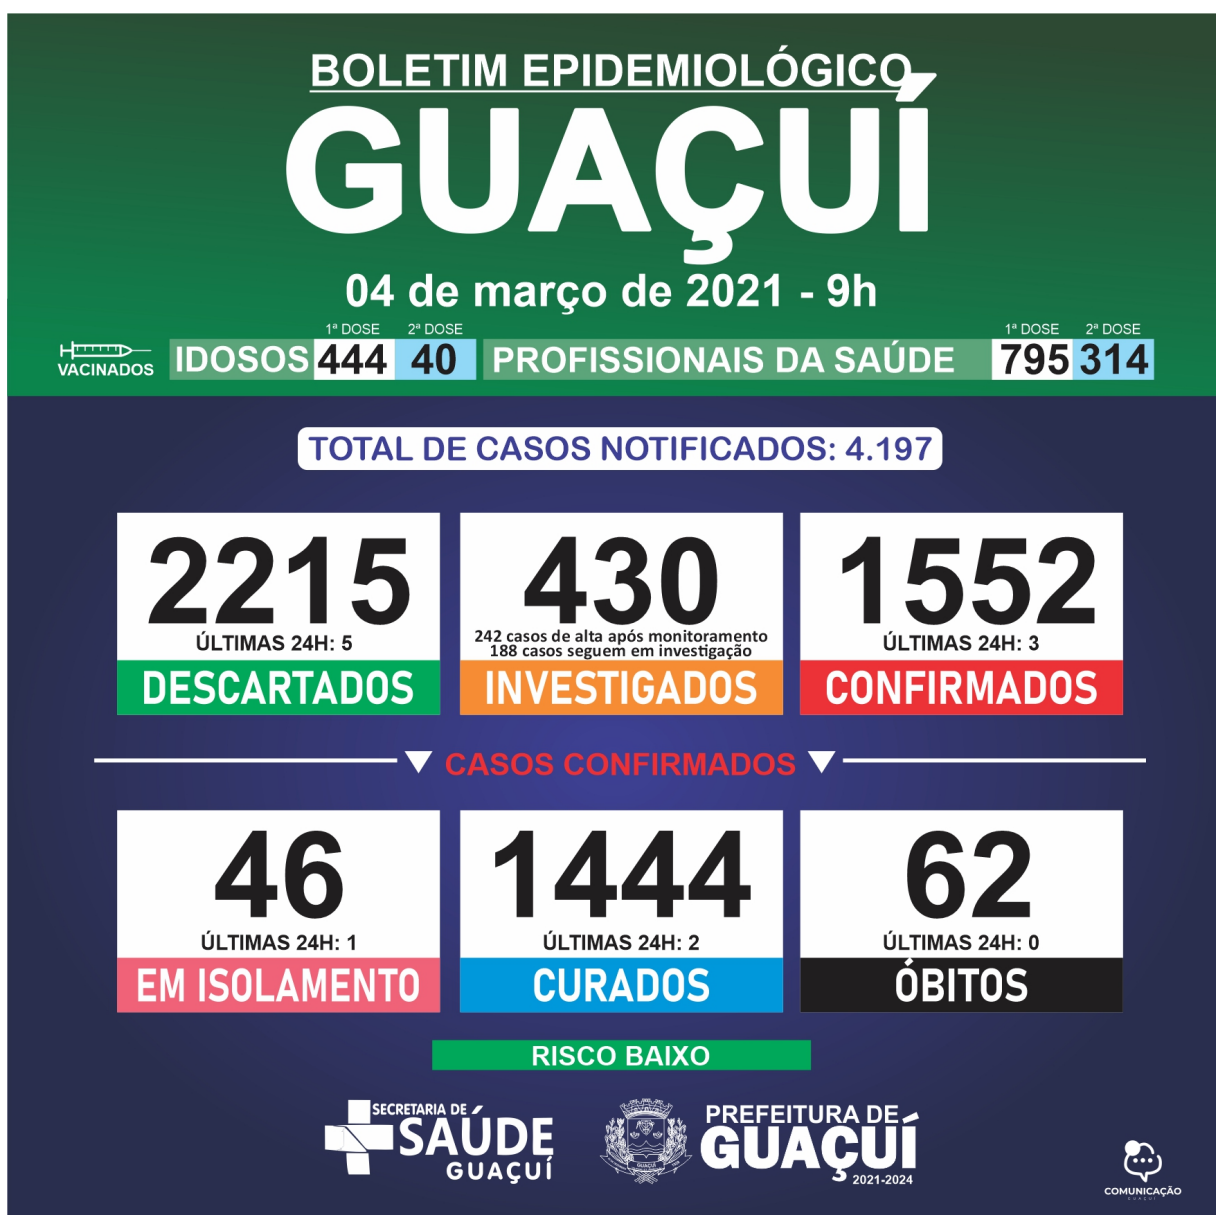 BOLETIM EPIDEMIOLÓGICO
GUAÇUÍ
04 de março de 2021 - 9h
1ª DOSE 2ª DOSE 1ª DOSE 2ª DOSE
VACINADOS IDOSOS 444 40 PROFISSIONAIS DA SAÚDE 795 314
TOTAL DE CASOS NOTIFICADOS: 4.197
2215
ÚLTIMAS 24H: 5
DESCARTADOS
430
242 casos de alta após monitoramento
188 casos seguem em investigação
INVESTIGADOS
1552
ÚLTIMAS 24H: 3
CONFIRMADOS
CASOS CONFIRMADOS
46
ÚLTIMAS 24H: 1
EM ISOLAMENTO
1444
ÚLTIMAS 24H: 2
CURADOS
62
ÚLTIMAS 24H: 0
ÓBITOS
RISCO BAIXO
SECRETARIA DE
SAÚDE
GUAÇUÍ
GUAÇUÍ
PREFEITURA DE
GUAÇUÍ
2021-2024
COMUNICAÇÃO
GUAÇUÍ